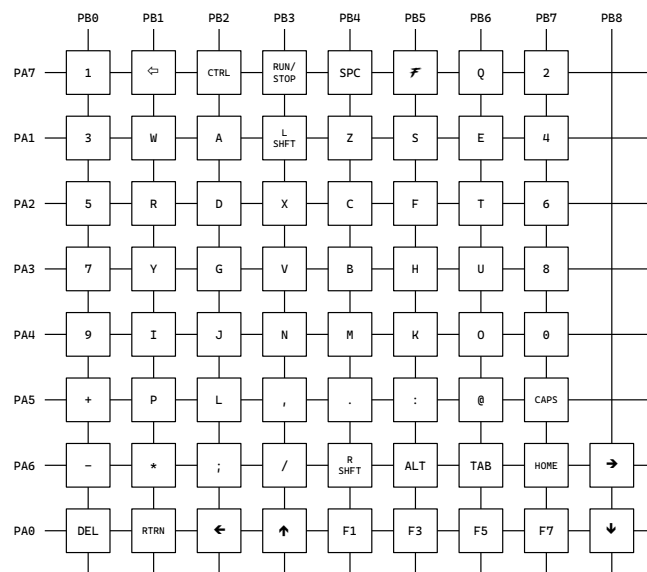 PB0 PB1 PB2 PB3 PB4 PB5 PB6 PB7 PB8
PA7 1 ⇦ CTRL RUN/ STOP SPC Q 2
PA1 3 W A L SHFT Z S E 4
PA2 5 R D X C F T 6
PA3 7 Y G V B H U 8
PA4 9 I J N M K O 0
PA5 + P L , . : @ CAPS
PA6 – * ; / R SHFT ALT TAB HOME →
PA0 DEL RTRN ← ↑ F1 F3 F5 F7 ↓